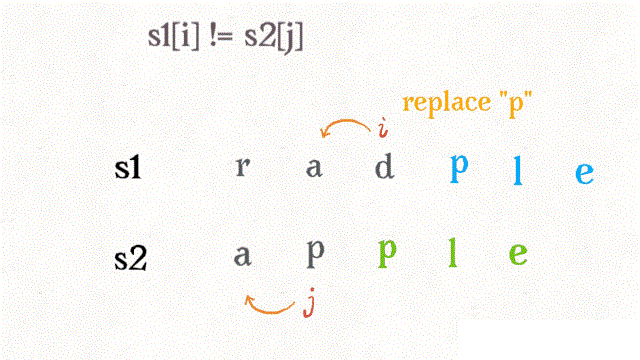 s1[i] != s2[j]
replace "p"
i
s1 r a d p l e
s2 a p p l e
j